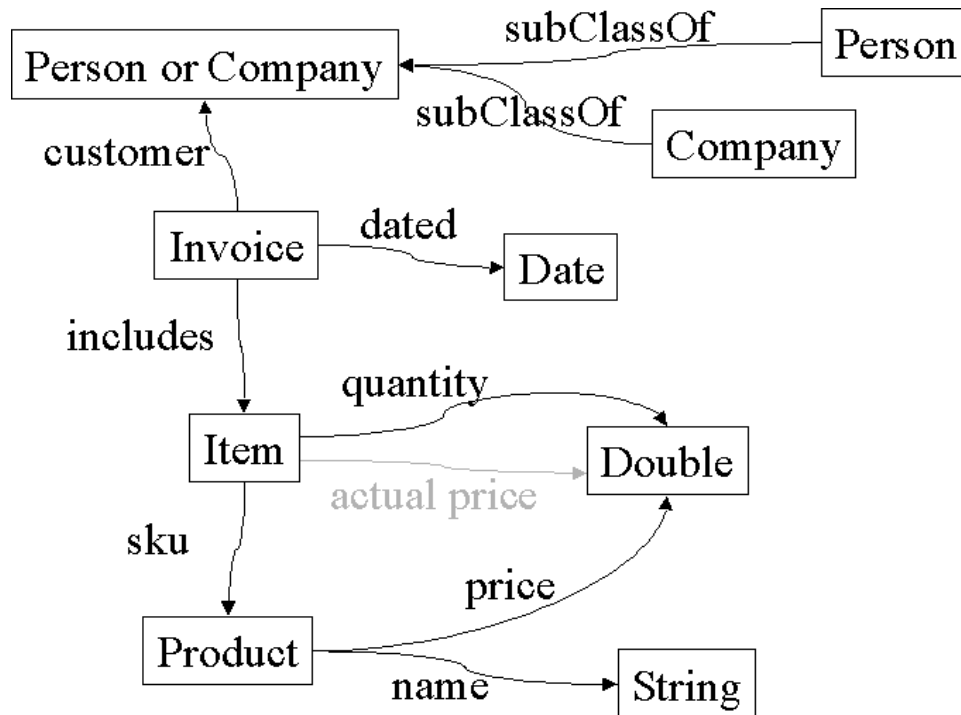 subClassOf
Person
Person or Company
subClassOf
Company
customer
Invoice
dated
Date
includes
quantity
Item
Double
actual price
sku
price
Product
name
String